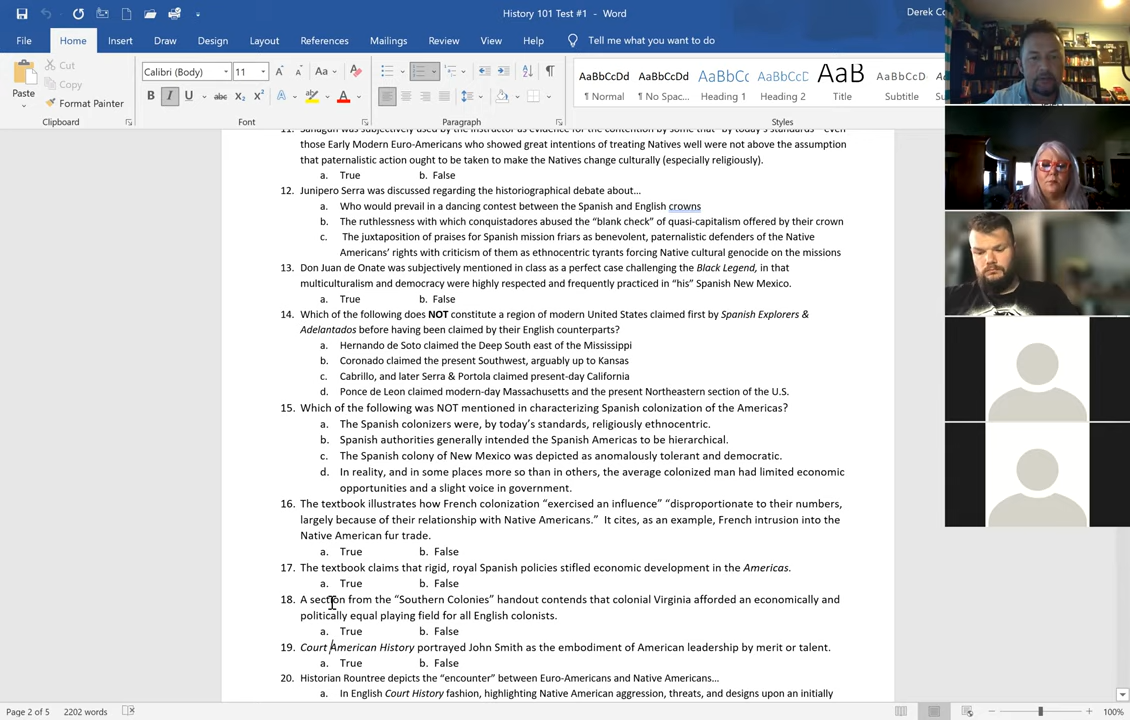 History 101 Test #1 - Word
Derek Co
File Home Insert Draw Design Layout References Mailings Review View Help Tell me what you want to do
Paste
Cut
Copy
Format Painter
Clipboard
Calibri (Body) 11
Font
Paragraph
AaBbCcDd AaBbCcDd AaBbCc AaBbCcDd AaB AaBbCcDd
¶ Normal ¶ No Spac... Heading 1 Heading 2 Title Subtitle
Styles
11. Sahagun was subjectively used by the instructor as evidence for the contention by some that "by today's standards" even
those Early Modern Euro-Americans who showed great intentions of treating Natives well were not above the assumption
that paternalistic action ought to be taken to make the Natives change culturally (especially religiously).
a. True b. False
12. Junipero Serra was discussed regarding the historiographical debate about…
a. Who would prevail in a dancing contest between the Spanish and English crowns
b. The ruthlessness with which conquistadores abused the “blank check” of quasi-capitalism offered by their crown
c. The juxtaposition of praises for Spanish mission friars as benevolent, paternalistic defenders of the Native
Americans’ rights with criticism of them as ethnocentric tyrants forcing Native cultural genocide on the missions
13. Don Juan de Onate was subjectively mentioned in class as a perfect case challenging the Black Legend, in that
multiculturalism and democracy were highly respected and frequently practiced in “his” Spanish New Mexico.
a. True b. False
14. Which of the following does NOT constitute a region of modern United States claimed first by Spanish Explorers &
Adelantados before having been claimed by their English counterparts?
a. Hernando de Soto claimed the Deep South east of the Mississippi
b. Coronado claimed the present Southwest, arguably up to Kansas
c. Cabrillo, and later Serra & Portola claimed present-day California
d. Ponce de Leon claimed modern-day Massachusetts and the present Northeastern section of the U.S.
15. Which of the following was NOT mentioned in characterizing Spanish colonization of the Americas?
a. The Spanish colonizers were, by today’s standards, religiously ethnocentric.
b. Spanish authorities generally intended the Spanish Americas to be hierarchical.
c. The Spanish colony of New Mexico was depicted as anomalously tolerant and democratic.
d. In reality, and in some places more so than in others, the average colonized man had limited economic
opportunities and a slight voice in government.
16. The textbook illustrates how French colonization “exercised an influence” “disproportionate to their numbers,
largely because of their relationship with Native Americans.” It cites, as an example, French intrusion into the
Native American fur trade.
a. True b. False
17. The textbook claims that rigid, royal Spanish policies stifled economic development in the Americas.
a. True b. False
18. A section from the “Southern Colonies” handout contends that colonial Virginia afforded an economically and
politically equal playing field for all English colonists.
a. True b. False
19. Court American History portrayed John Smith as the embodiment of American leadership by merit or talent.
a. True b. False
20. Historian Rountree depicts the “encounter” between Euro-Americans and Native Americans…
a. In English Court History fashion, highlighting Native American aggression, threats, and designs upon an initially
Page 2 of 5 2202 words
100%